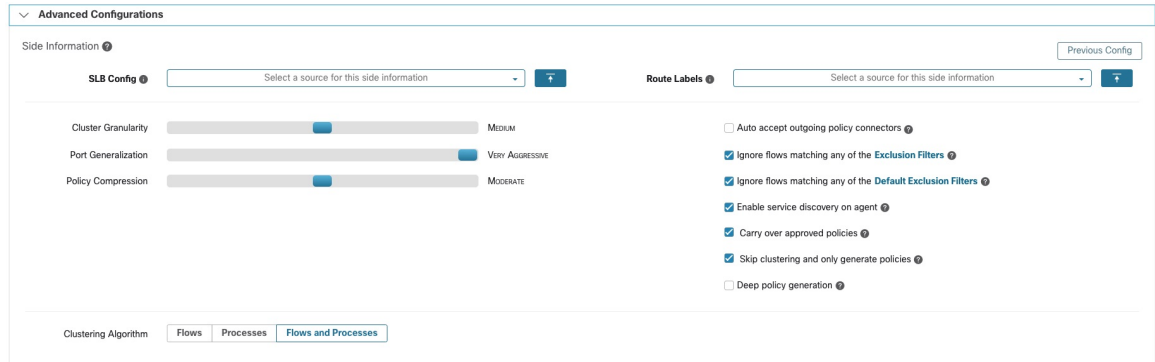 Advanced Configurations
Side Information
Previous Config
SLB Config
Select a source for this side information
Route Labels
Select a source for this side information
Cluster Granularity
MEDIUM
Port Generalization
VERY AGGRESSIVE
Policy Compression
MODERATE
Auto accept outgoing policy connectors
Ignore flows matching any of the Exclusion Filters
Ignore flows matching any of the Default Exclusion Filters
Enable service discovery on agent
Carry over approved policies
Skip clustering and only generate policies
Deep policy generation
Clustering Algorithm
Flows
Processes
Flows and Processes